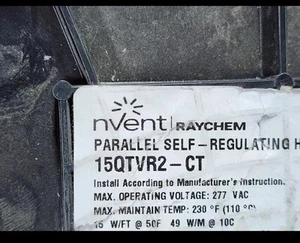 nVent | RAYCHEM
PARALLEL SELF-REGULATING H
15QTVR2-CT
Install According to Manufacturer's Instruction.
MAX. OPERATING VOLTAGE: 277 VAC
MAX. MAINTAIN TEMP: 230 °F (110 °C)
15 W/FT @ 50F 49 W/M @ 10C